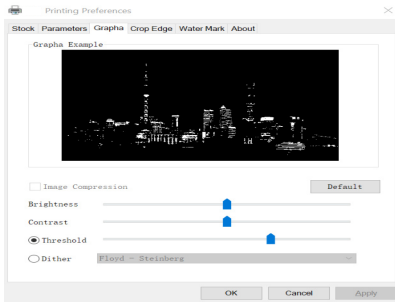 Printing Preferences
Stock Parameters Grapha Crop Edge Water Mark About
Grapha Example
Image Compression Default
Brightness
Contrast
Threshold
Dither Flord - Steinberg
OK Cancel Apply